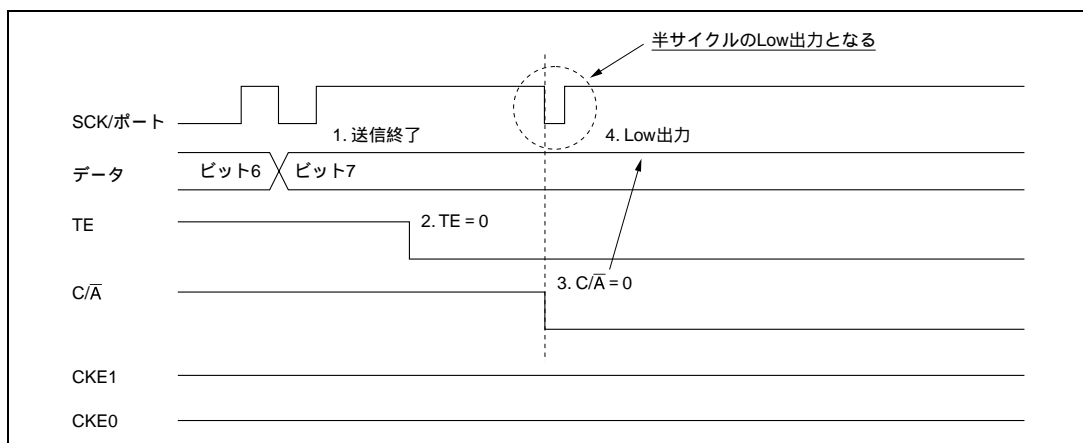 半サイクルのLow出力となる
SCK/ポート
1. 送信終了
4. Low出力
データ
ビット6
ビット7
TE
2. TE = 0
C/A̅
3. C/A̅ = 0
CKE1
CKE0